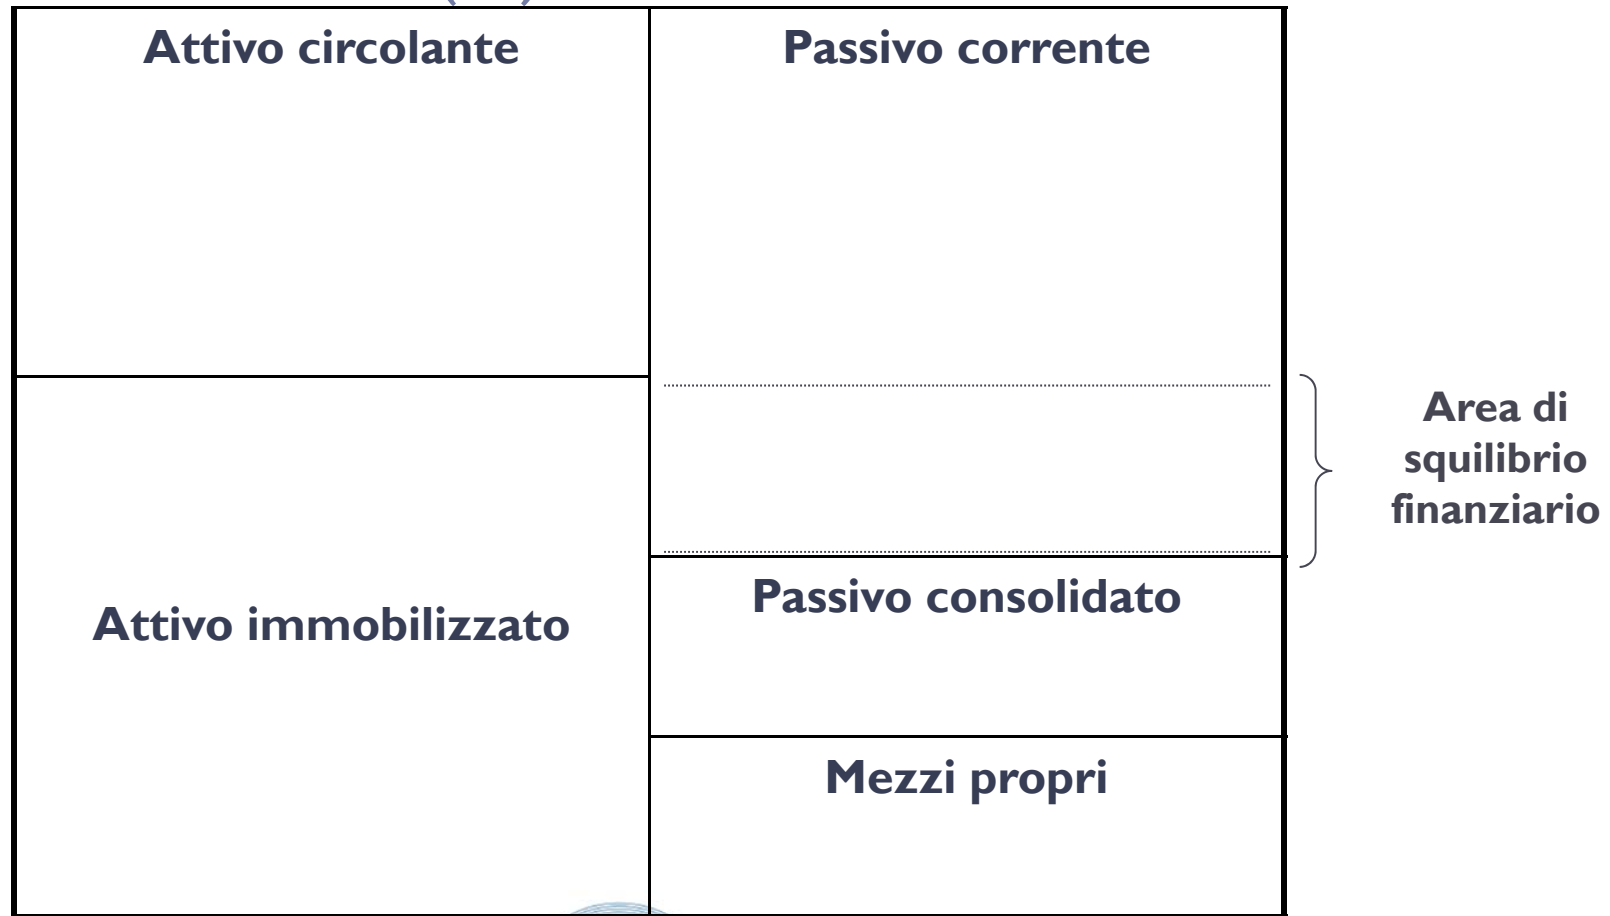 Attivo circolante
Passivo corrente
Area di
squilibrio
finanziario
Attivo immobilizzato
Passivo consolidato
Mezzi propri